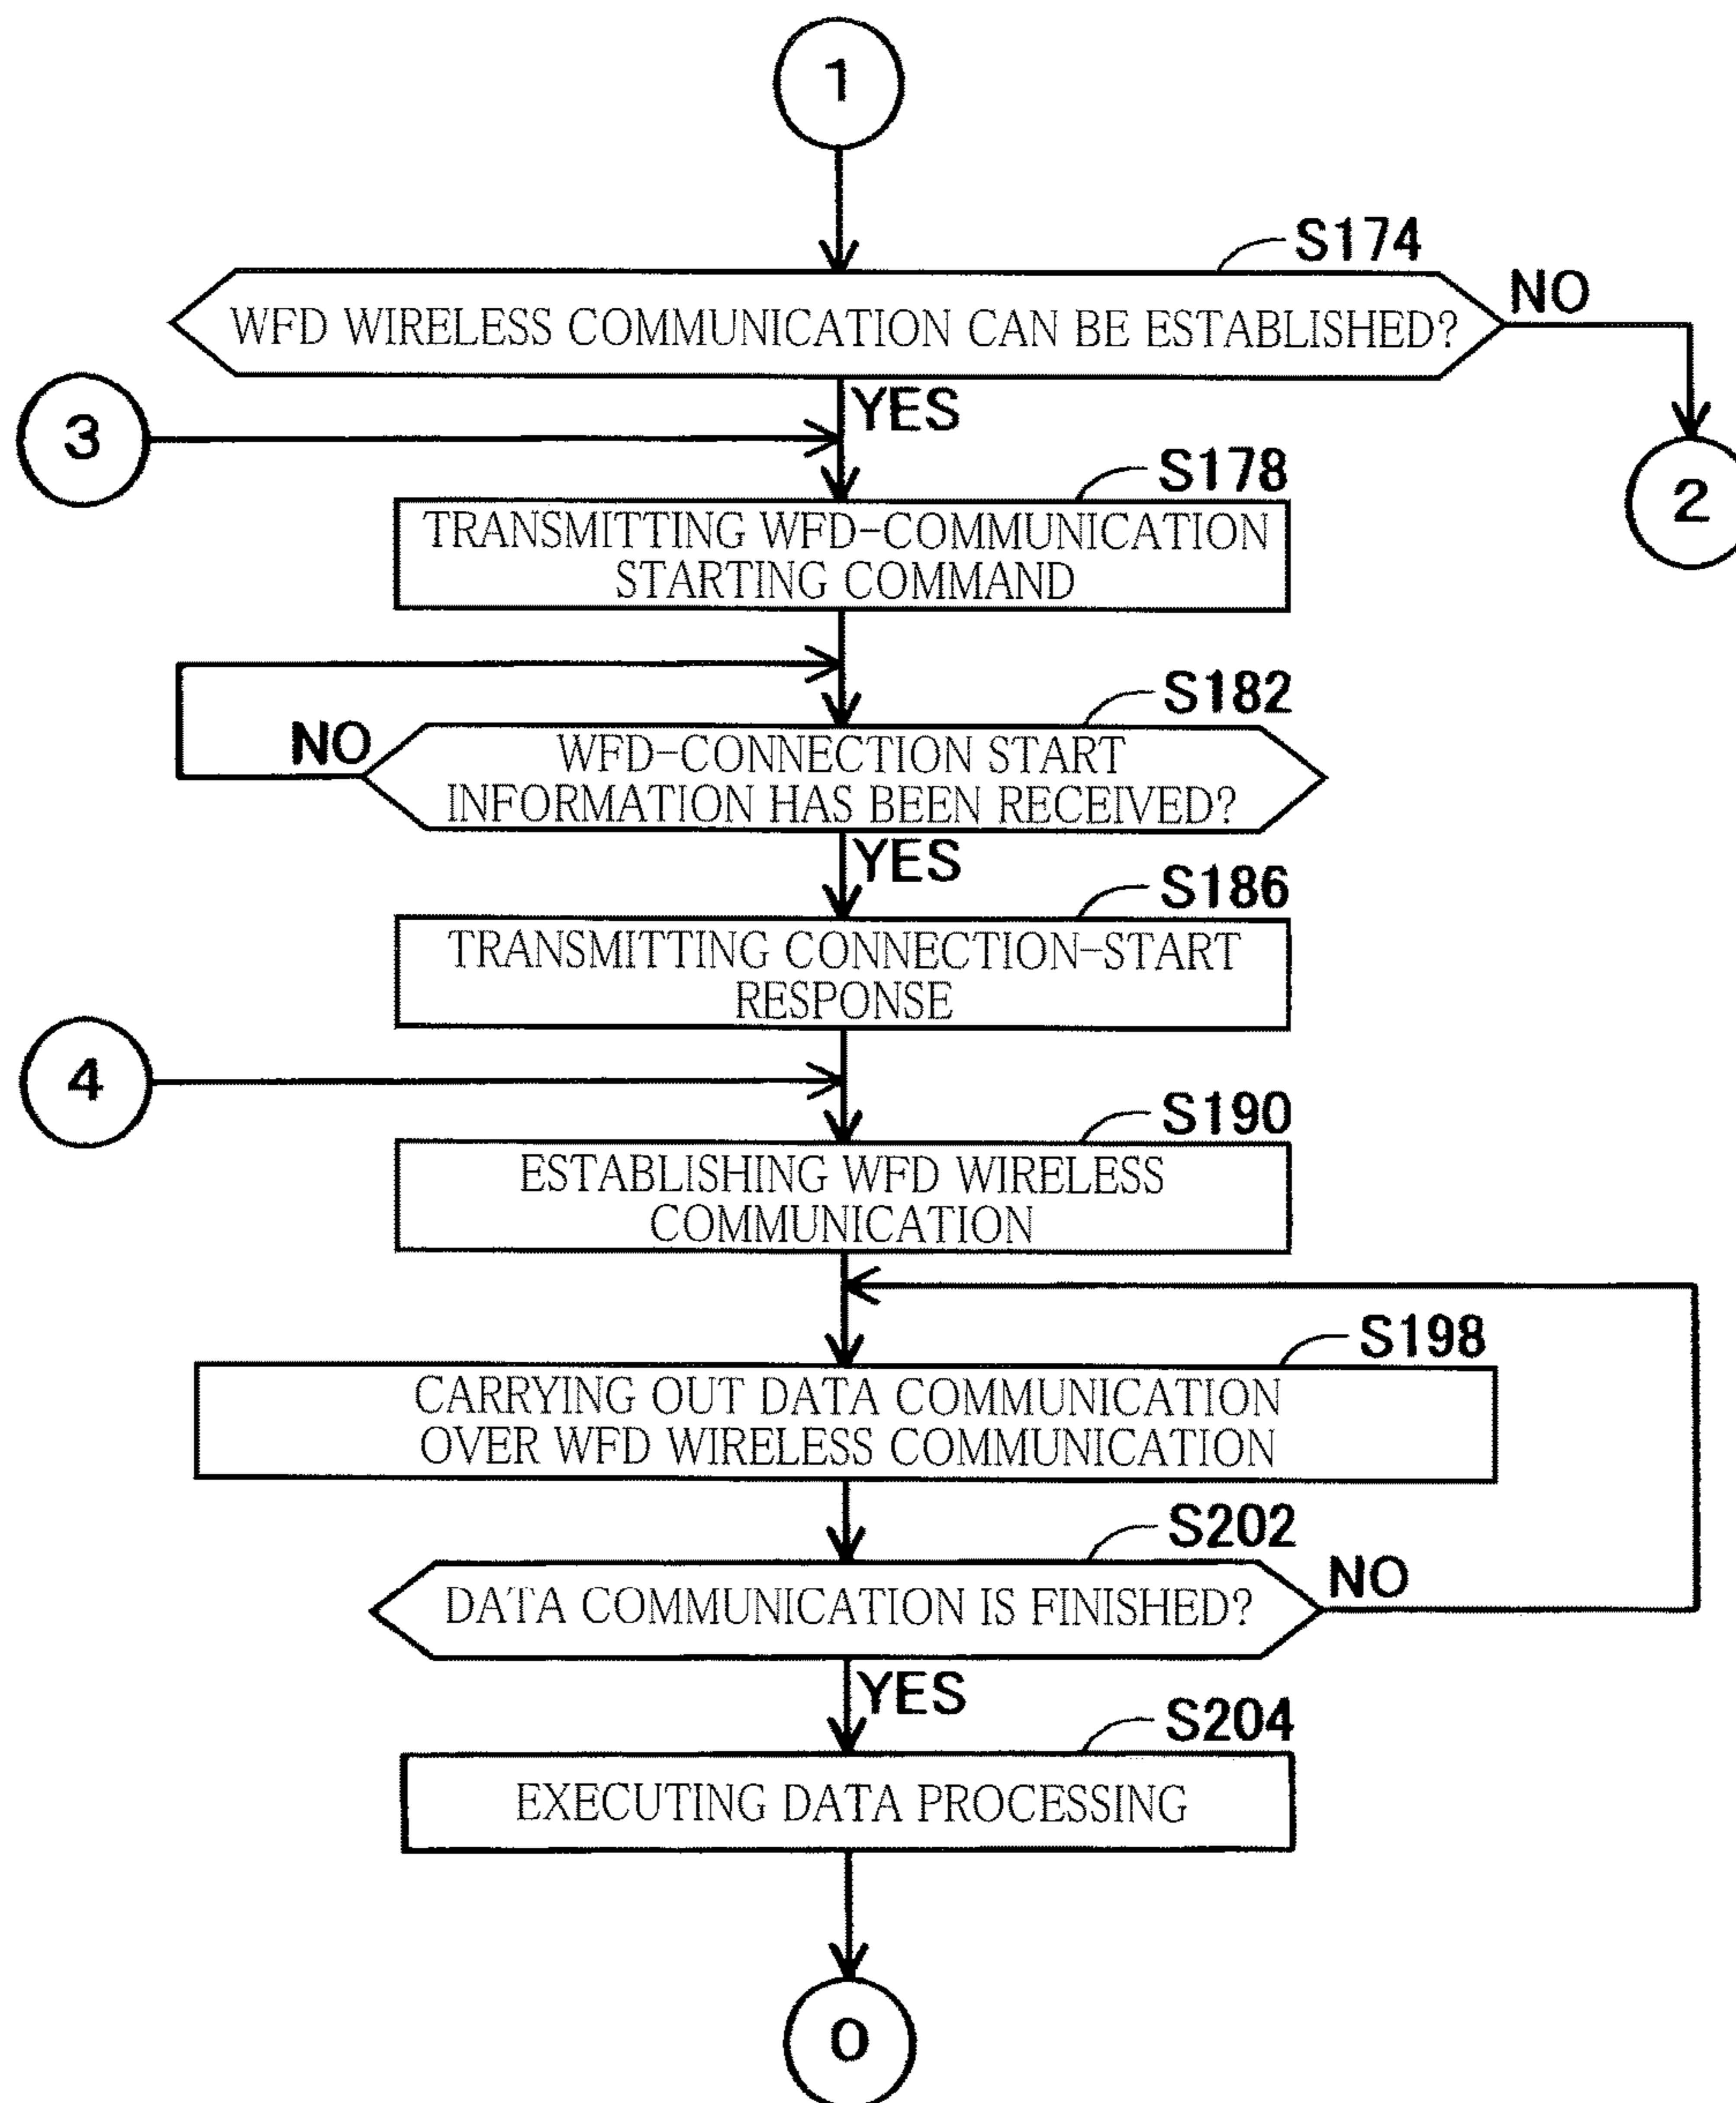 1
S174
WFD WIRELESS COMMUNICATION CAN BE ESTABLISHED?
NO
YES
3
2
S178
TRANSMITTING WFD-COMMUNICATION
STARTING COMMAND
S182
NO
WFD-CONNECTION START
INFORMATION HAS BEEN RECEIVED?
YES
S186
TRANSMITTING CONNECTION-START
RESPONSE
4
S190
ESTABLISHING WFD WIRELESS
COMMUNICATION
S198
CARRYING OUT DATA COMMUNICATION
OVER WFD WIRELESS COMMUNICATION
S202
DATA COMMUNICATION IS FINISHED?
NO
YES
S204
EXECUTING DATA PROCESSING
0